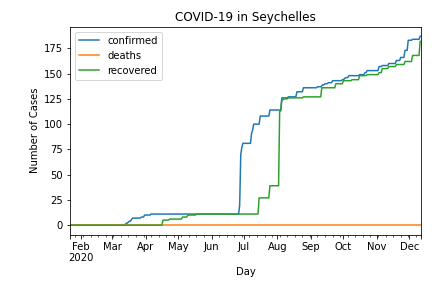 COVID-19 in Seychelles
confirmed
deaths
recovered
Number of Cases
175
150
125
100
75
50
25
0
Feb Mar Apr May Jun Jul Aug Sep Oct Nov Dec
2020
Day